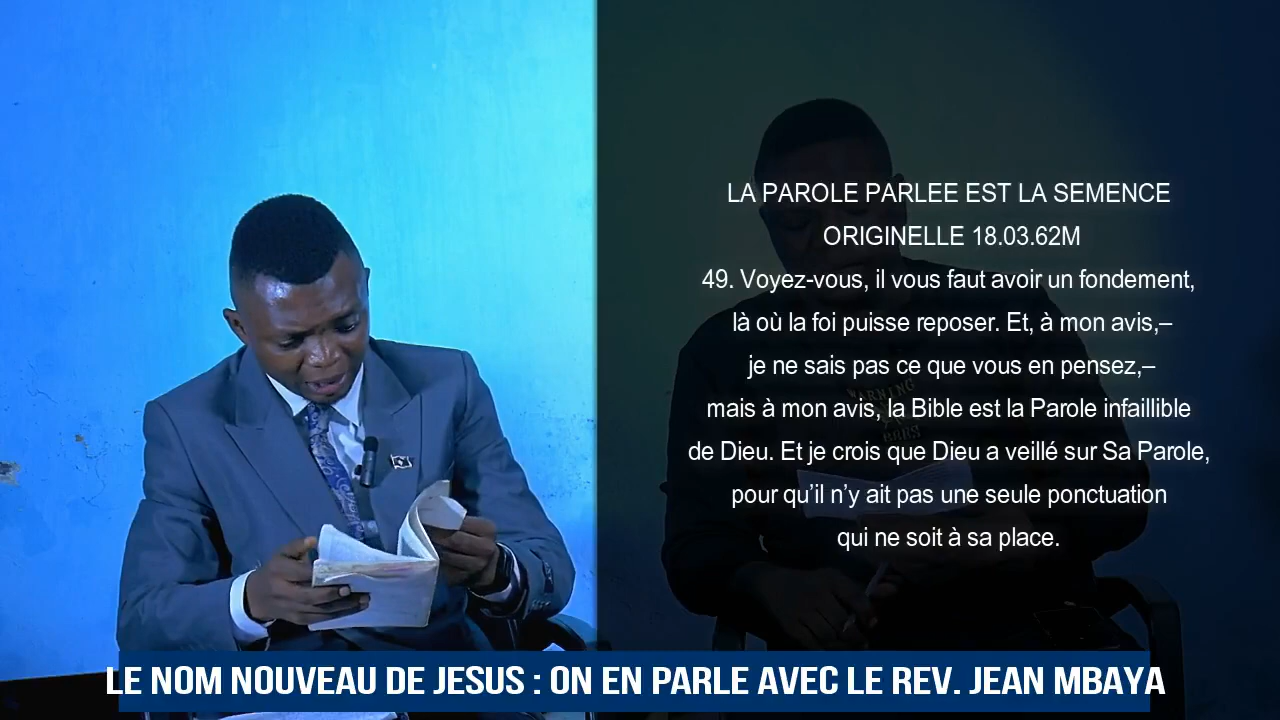 LA PAROLE PARLEE EST LA SEMENCE
ORIGINELLE 18.03.62M
49. Voyez-vous, il vous faut avoir un fondement,
là où la foi puisse reposer. Et, à mon avis,–
je ne sais pas ce que vous en pensez,–
mais à mon avis, la Bible est la Parole infaillible
de Dieu. Et je crois que Dieu a veillé sur Sa Parole,
pour qu’il n’y ait pas une seule ponctuation
qui ne soit à sa place.
WARNING
LE NOM NOUVEAU DE JESUS : ON EN PARLE AVEC LE REV. JEAN MBAYA